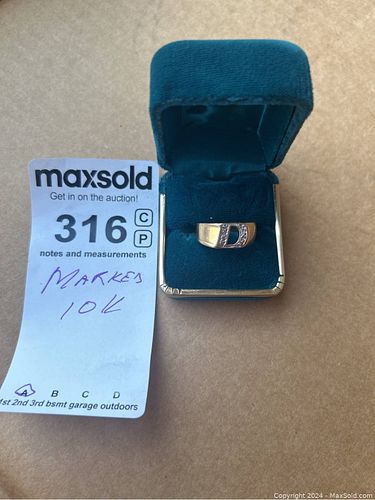 maxsold
Get in on the auction!
316 C
P
notes and measurements
MARKED
10K
A B C D
1st 2nd 3rd bsmt garage outdoors
D
Copyright © 2024 - MaxSold.com